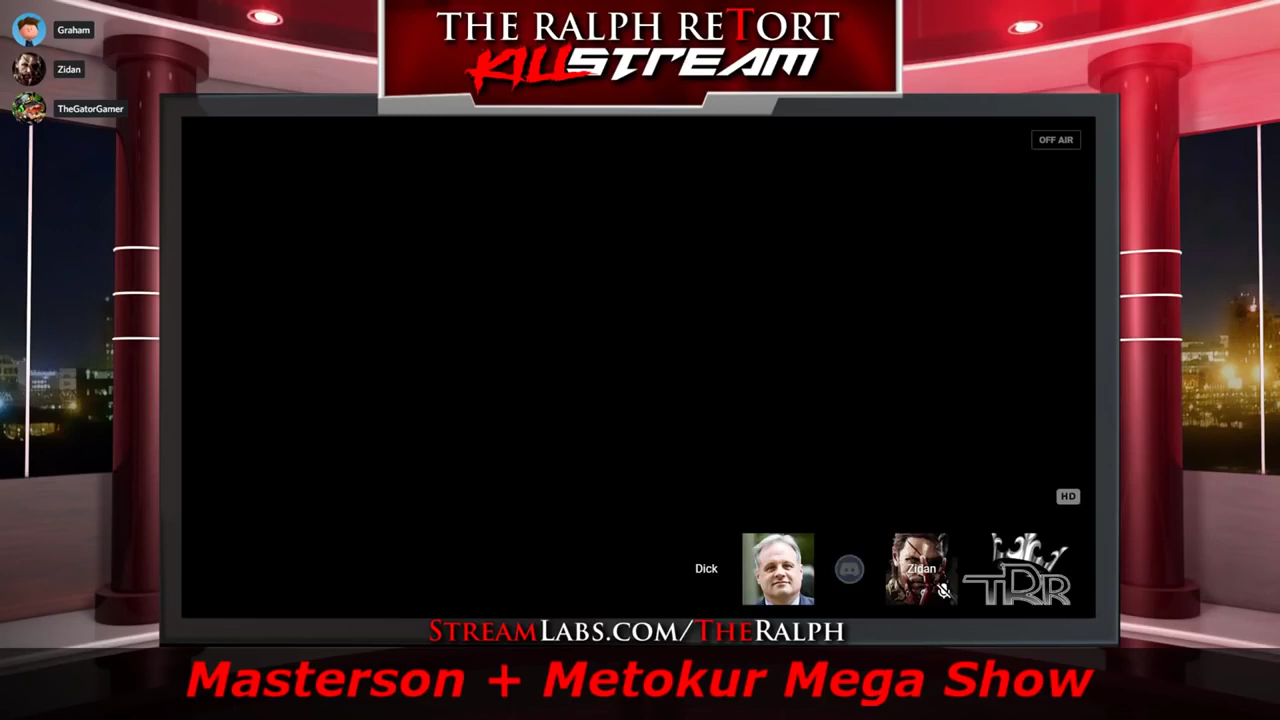 THE RALPH RETORT
KILLSTREAM
Graham
Zidan
TheGatorGamer
OFF AIR
HD
Dick
Zidan
TRR
STREAMLABS.COM/THERALPH
Masterson + Metokur Mega Show